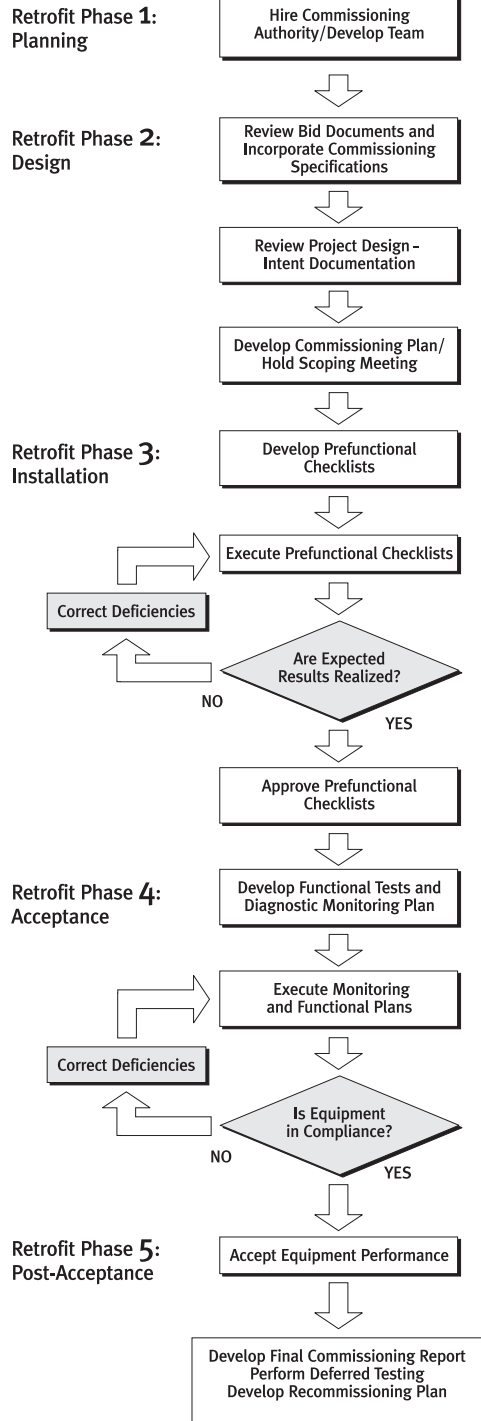 Retrofit Phase 1:
Planning
Hire Commissioning
Authority/Develop Team
Retrofit Phase 2:
Design
Review Bid Documents and
Incorporate Commissioning
Specifications
Review Project Design –
Intent Documentation
Develop Commissioning Plan/
Hold Scoping Meeting
Retrofit Phase 3:
Installation
Develop Prefunctional
Checklists
Execute Prefunctional Checklists
Correct Deficiencies
Are Expected
Results Realized?
NO
YES
Approve Prefunctional
Checklists
Retrofit Phase 4:
Acceptance
Develop Functional Tests and
Diagnostic Monitoring Plan
Execute Monitoring
and Functional Plans
Correct Deficiencies
Is Equipment
in Compliance?
NO
YES
Retrofit Phase 5:
Post-Acceptance
Accept Equipment Performance
Develop Final Commissioning Report
Perform Deferred Testing
Develop Recommissioning Plan